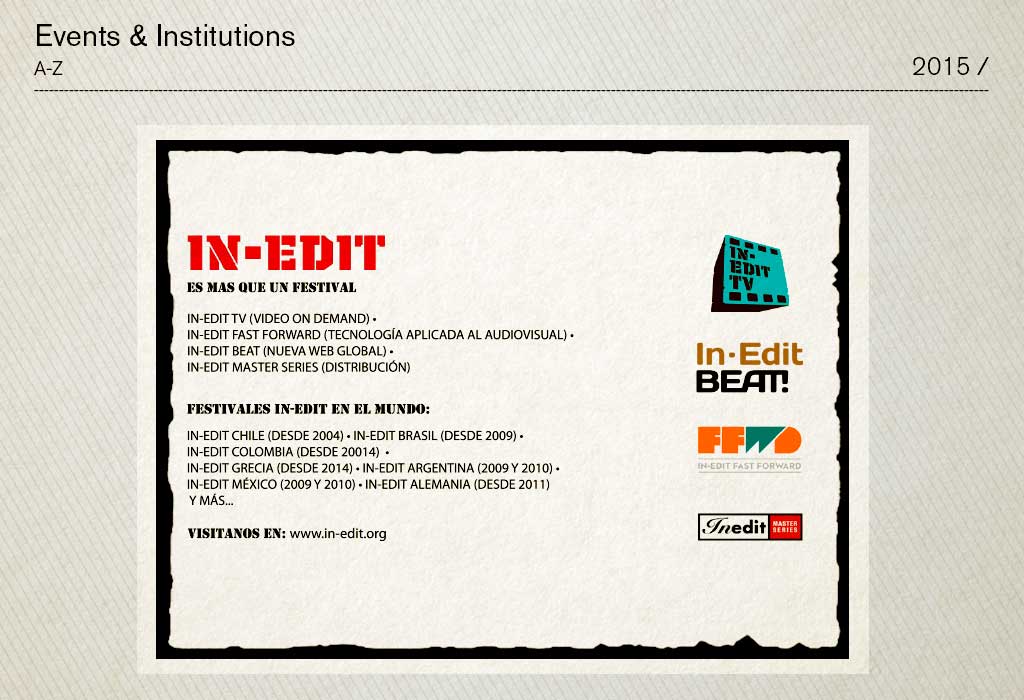 Events & Institutions
A-Z
2015 /
IN-EDIT
ES MAS QUE UN FESTIVAL
IN-EDIT TV (VIDEO ON DEMAND) •
IN-EDIT FAST FORWARD (TECNOLOGÍA APLICADA AL AUDIOVISUAL) •
IN-EDIT BEAT (NUEVA WEB GLOBAL) •
IN-EDIT MASTER SERIES (DISTRIBUCIÓN)
FESTIVALES IN-EDIT EN EL MUNDO:
IN-EDIT CHILE (DESDE 2004) • IN-EDIT BRASIL (DESDE 2009) •
IN-EDIT COLOMBIA (DESDE 20014) •
IN-EDIT GRECIA (DESDE 2014) • IN-EDIT ARGENTINA (2009 Y 2010) •
IN-EDIT MÉXICO (2009 Y 2010) • IN-EDIT ALEMANIA (DESDE 2011)
Y MÁS...
VISITANOS EN: www.in-edit.org
IN-
EDIT
TV
In·Edit
BEAT!
FFWD
IN-EDIT FAST FORWARD
Inedit
MASTER
SERIES